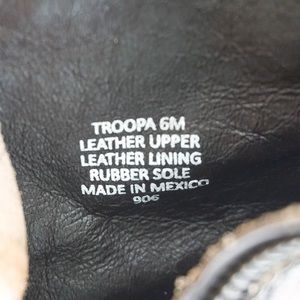 TROOPA 6M
LEATHER UPPER
LEATHER LINING
RUBBER SOLE
MADE IN MEXICO
906